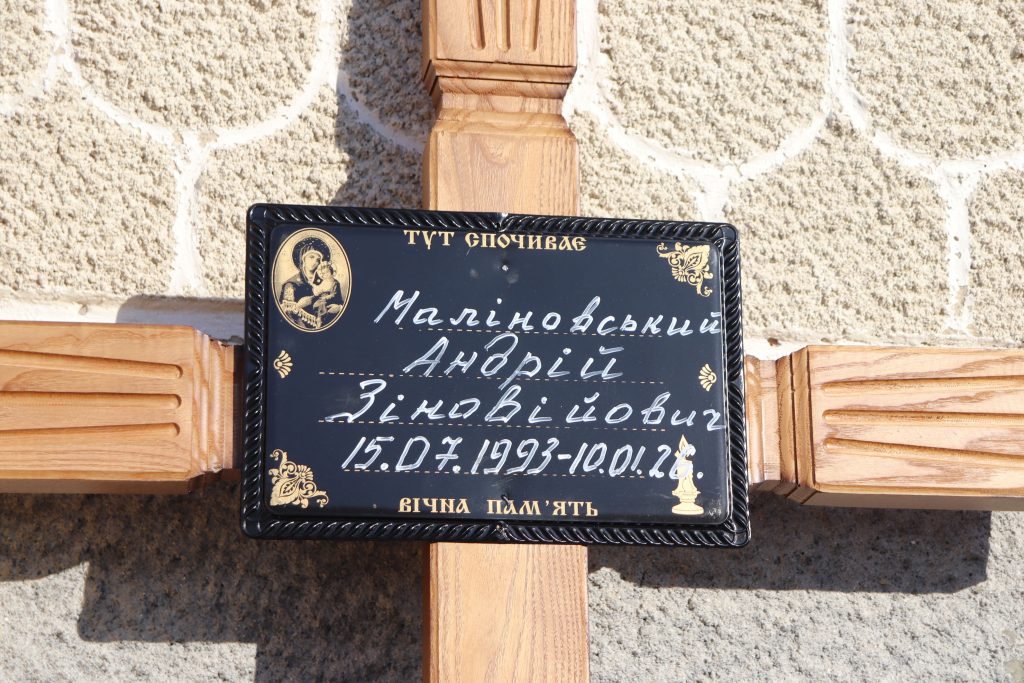 ТУТ СПОЧИВАЄ
Маліновський
Андрій
Зіновійович
15.07.1993-10.01.26.
ВІЧНА ПАМ'ЯТЬ